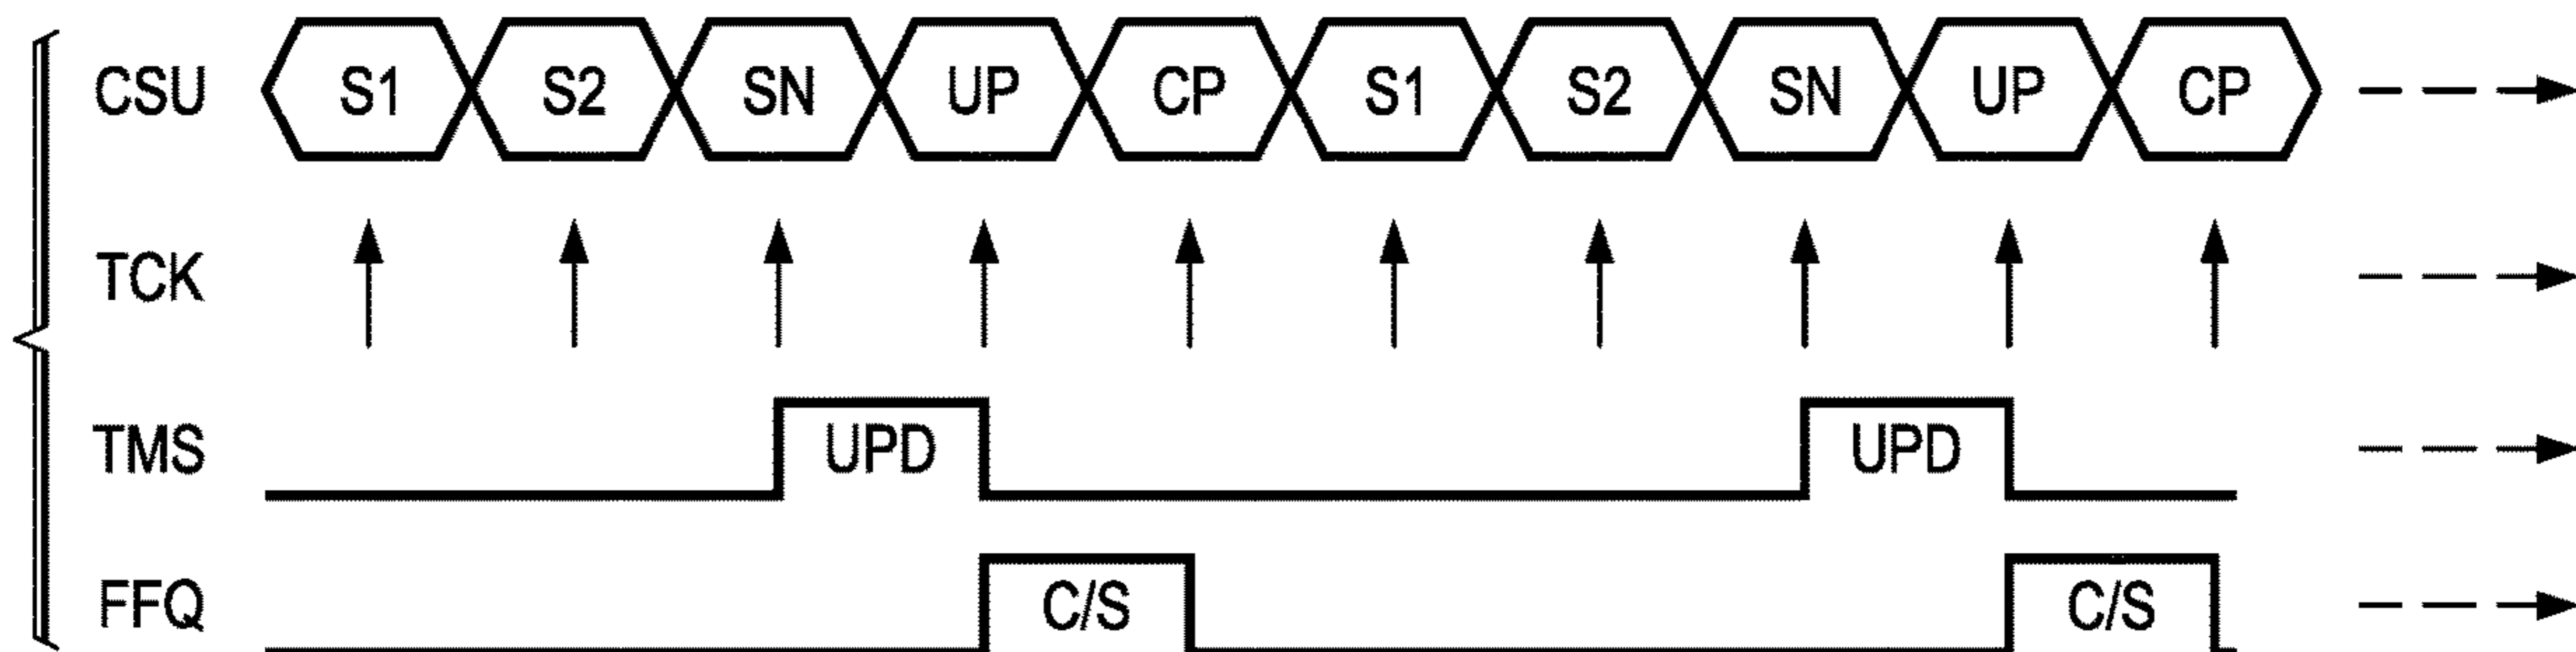 CSU S1 S2 SN UP CP S1 S2 SN UP CP
TCK
TMS UPD UPD
FFQ C/S C/S